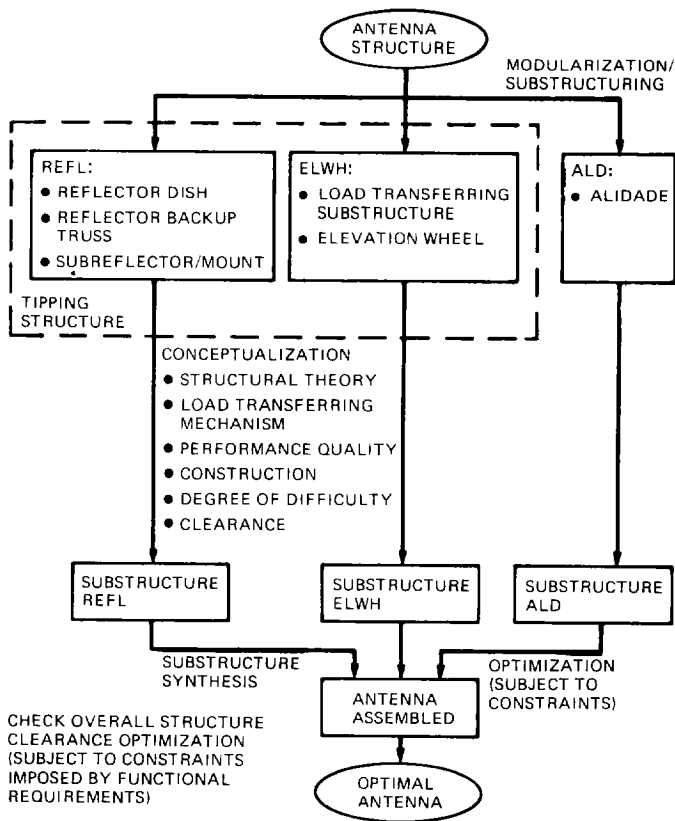 ANTENNA
STRUCTURE
MODULARIZATION/
SUBSTRUCTURING
REFL:
● REFLECTOR DISH
● REFLECTOR BACKUP
TRUSS
● SUBREFLECTOR/MOUNT
ELWH:
● LOAD TRANSFERRING
SUBSTRUCTURE
● ELEVATION WHEEL
ALD:
● ALIDADE
TIPPING
STRUCTURE
CONCEPTUALIZATION
● STRUCTURAL THEORY
● LOAD TRANSFERRING
MECHANISM
● PERFORMANCE QUALITY
● CONSTRUCTION
● DEGREE OF DIFFICULTY
● CLEARANCE
SUBSTRUCTURE
REFL
SUBSTRUCTURE
ELWH
SUBSTRUCTURE
ALD
SUBSTRUCTURE
SYNTHESIS
OPTIMIZATION
(SUBJECT TO
CONSTRAINTS)
ANTENNA
ASSEMBLED
CHECK OVERALL STRUCTURE
CLEARANCE OPTIMIZATION
(SUBJECT TO CONSTRAINTS
IMPOSED BY FUNCTIONAL
REQUIREMENTS)
OPTIMAL
ANTENNA